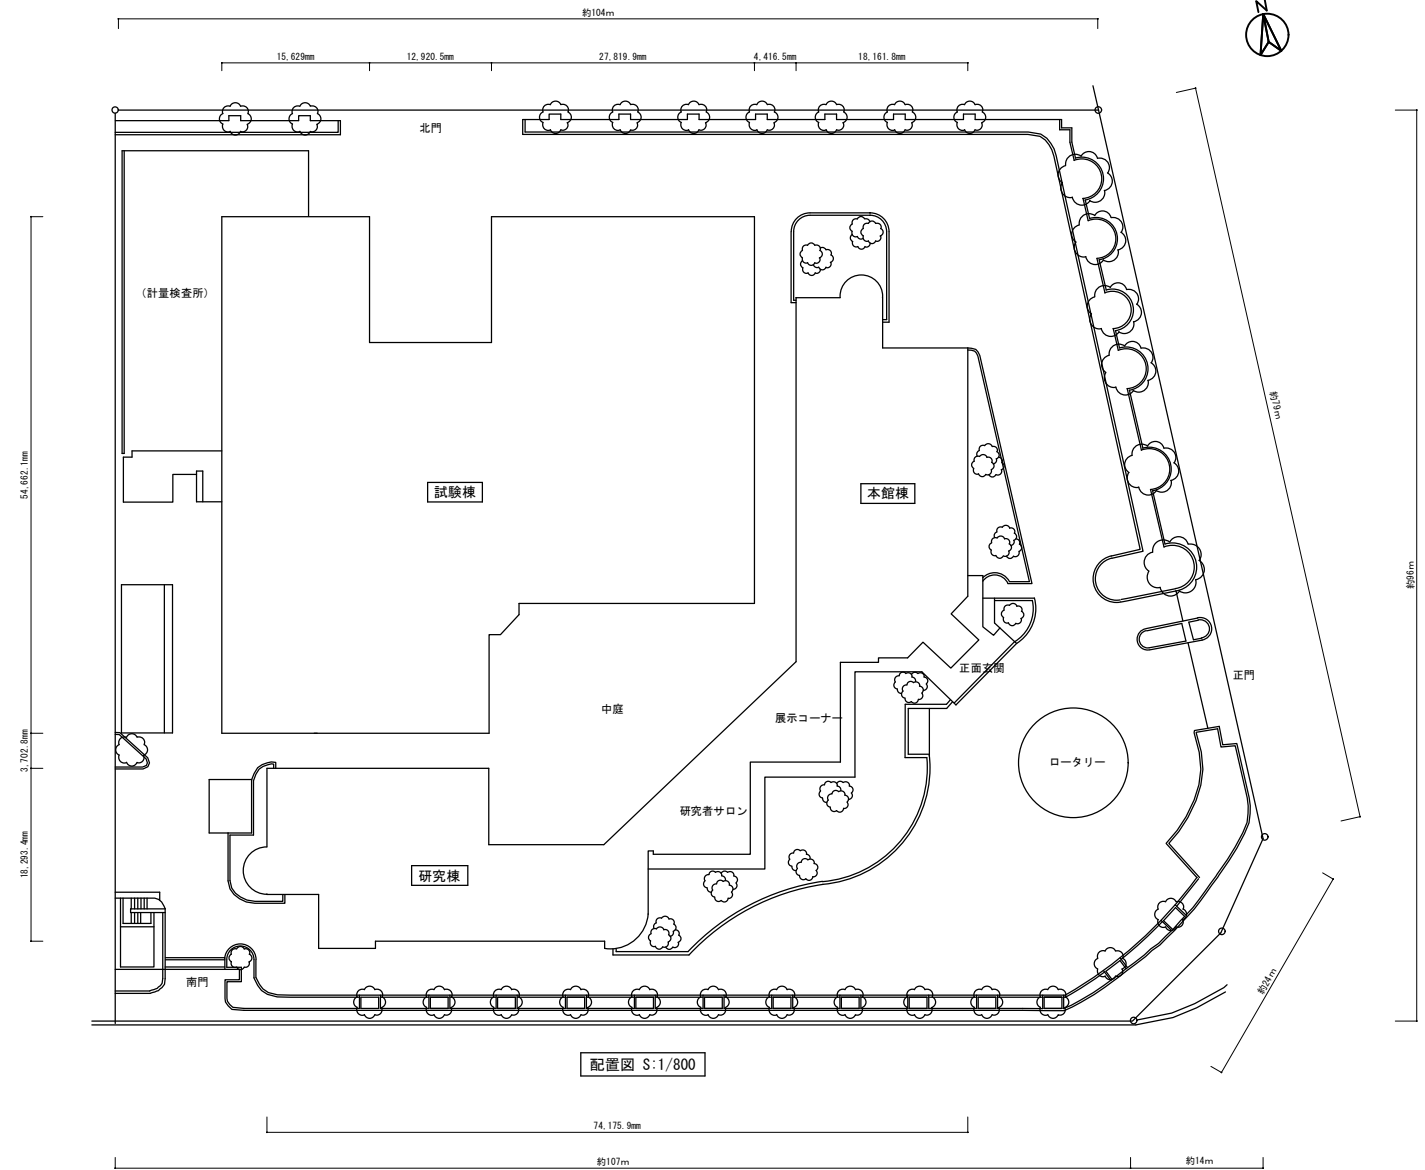 約104m
N
15,629mm
12,920.5mm
27,819.9mm
4,416.5mm
18,161.8mm
北門
(計量検査所)
約79m
54,662.1mm
試験棟
本館棟
約96m
正面玄関
正門
中庭
展示コーナー
3,702.8mm
ロータリー
研究者サロン
18,293.4mm
研究棟
南門
約24m
配置図 S:1/800
74,175.9mm
約107m
約14m